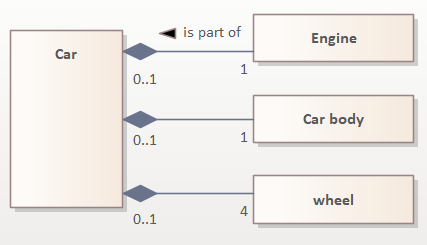 Car
is part of
Engine
0..1
1
Car body
0..1
1
wheel
0..1
4